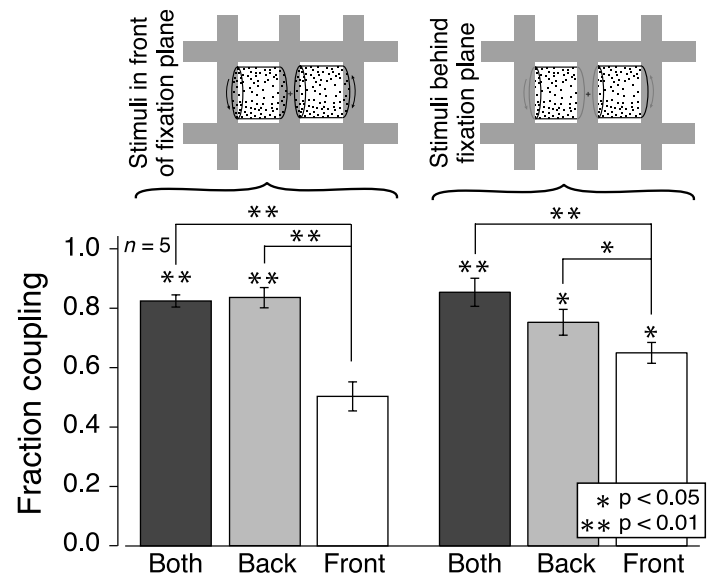 Stimuli in front
of fixation plane
Stimuli behind
fixation plane
+
+
Fraction coupling
1.0
0.8
0.6
0.4
0.2
0.0
n = 5
**
**
**
**
**
*
**
*
*
* p < 0.05
** p < 0.01
Both Back Front Both Back Front